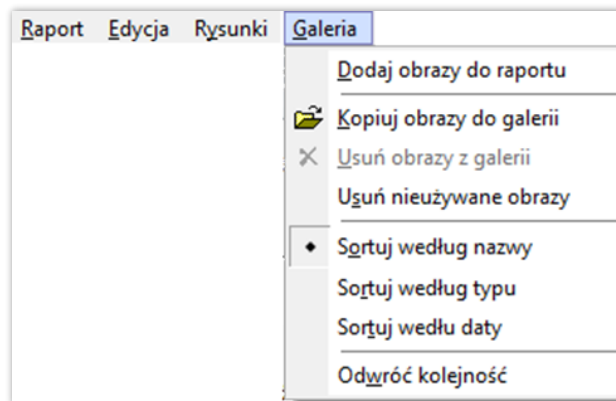 Raport Edycja Rysunki Galeria
Dodaj obrazy do raportu
Kopiuj obrazy do galerii
Usuń obrazy z galerii
Usuń nieużywane obrazy
Sortuj według nazwy
Sortuj według typu
Sortuj wedłu daty
Odwróć kolejność